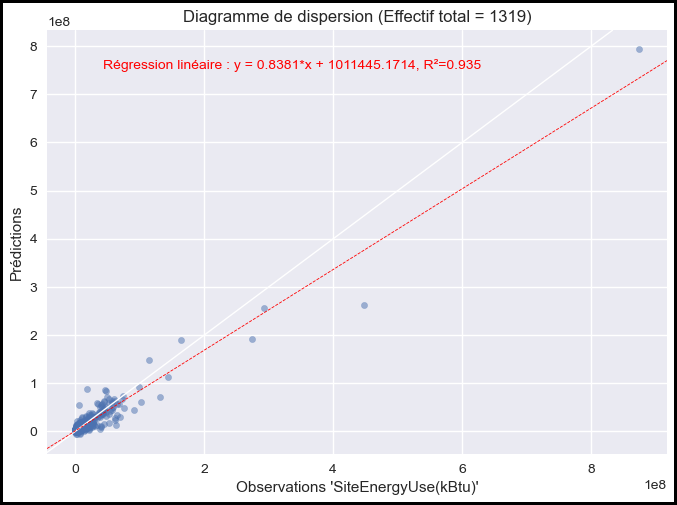 Diagramme de dispersion (Effectif total = 1319)
1e8
Régression linéaire : y = 0.8381*x + 1011445.1714, R²=0.935
8
7
6
5
4
3
2
1
0
Prédictions
0 2 4 6 8
1e8
Observations 'SiteEnergyUse(kBtu)'